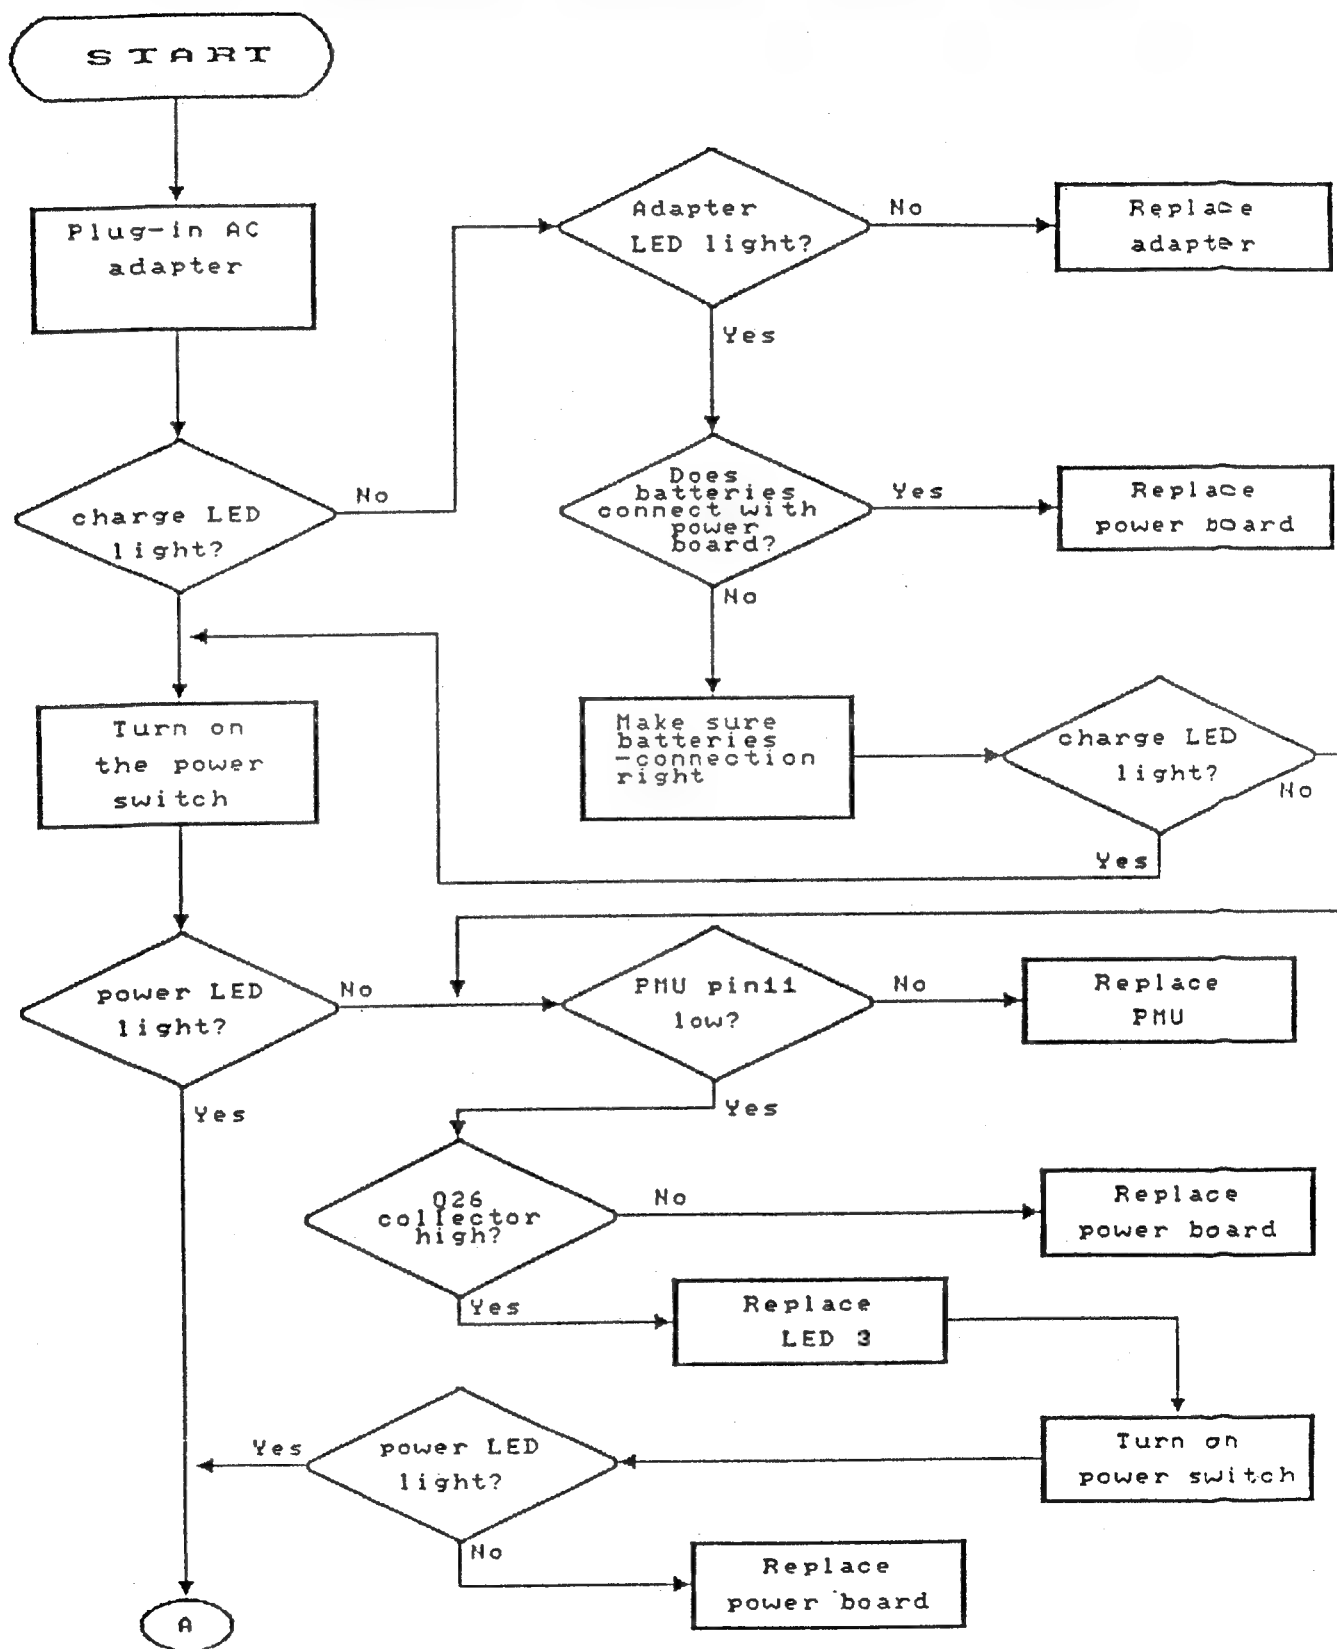 START
Plug-in AC
adapter
Adapter
LED light?
No
Replace
adapter
Yes
charge LED
light?
No
Does
batteries
connect with
power
board?
Yes
Replace
power board
No
Turn on
the power
switch
Make sure
batteries
-connection
right
charge LED
light?
No
Yes
power LED
light?
No
PMU pin11
low?
No
Replace
PMU
Yes
Yes
Q26
collector
high?
No
Replace
power board
Yes
Replace
LED 3
Turn on
power switch
power LED
light?
Yes
No
Replace
power board
A